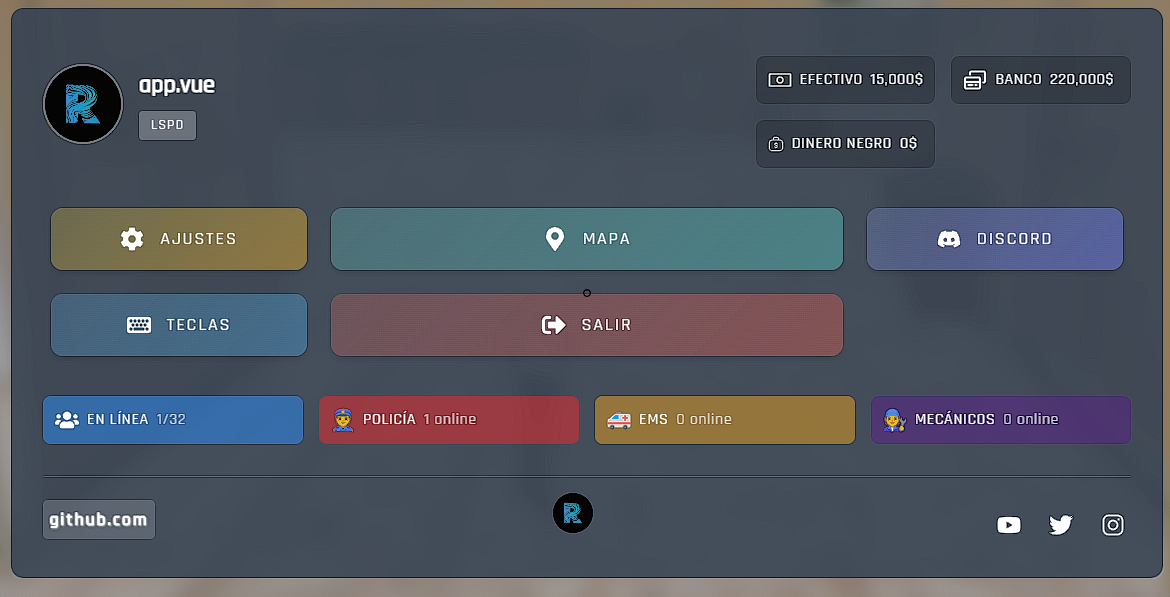 app.vue
LSPD
EFECTIVO 15,000$
BANCO 220,000$
DINERO NEGRO 0$
AJUSTES
MAPA
DISCORD
TECLAS
SALIR
EN LÍNEA 1/32
POLICÍA 1 online
EMS 0 online
MECÁNICOS 0 online
github.com
R